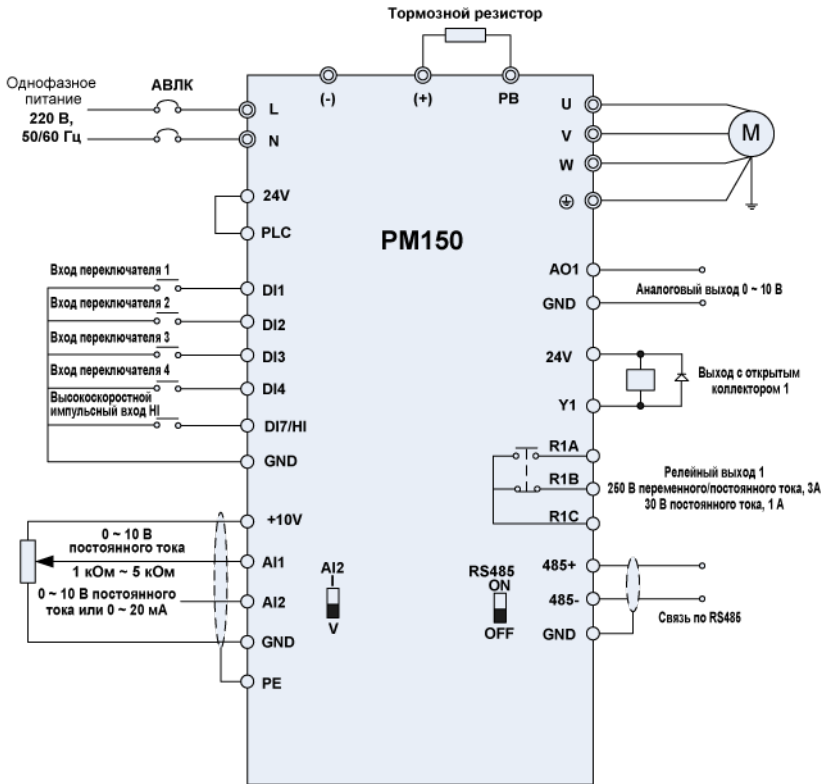 Тормозной резистор
Однофазное
питание
220 В,
50/60 Гц
АВЛК
L
N
(-)
(+)
PB
U
V
W
M
24V
PLC
PM150
Вход переключателя 1
DI1
Вход переключателя 2
DI2
Вход переключателя 3
DI3
Вход переключателя 4
DI4
Высокоскоростной
импульсный вход HI
DI7/HI
GND
AO1
Аналоговый выход 0 ~ 10 В
GND
24V
Выход с открытым
коллектором 1
Y1
R1A
R1B
R1C
Релейный выход 1
250 В переменного/постоянного тока, 3А
30 В постоянного тока, 1 А
+10V
0 ~ 10 В
постоянного тока
AI1
1 кОм ~ 5 кОм
0 ~ 10 В постоянного
тока или 0 ~ 20 мА
AI2
GND
PE
AI2
I
V
RS485
ON
OFF
485+
485-
GND
Связь по RS485